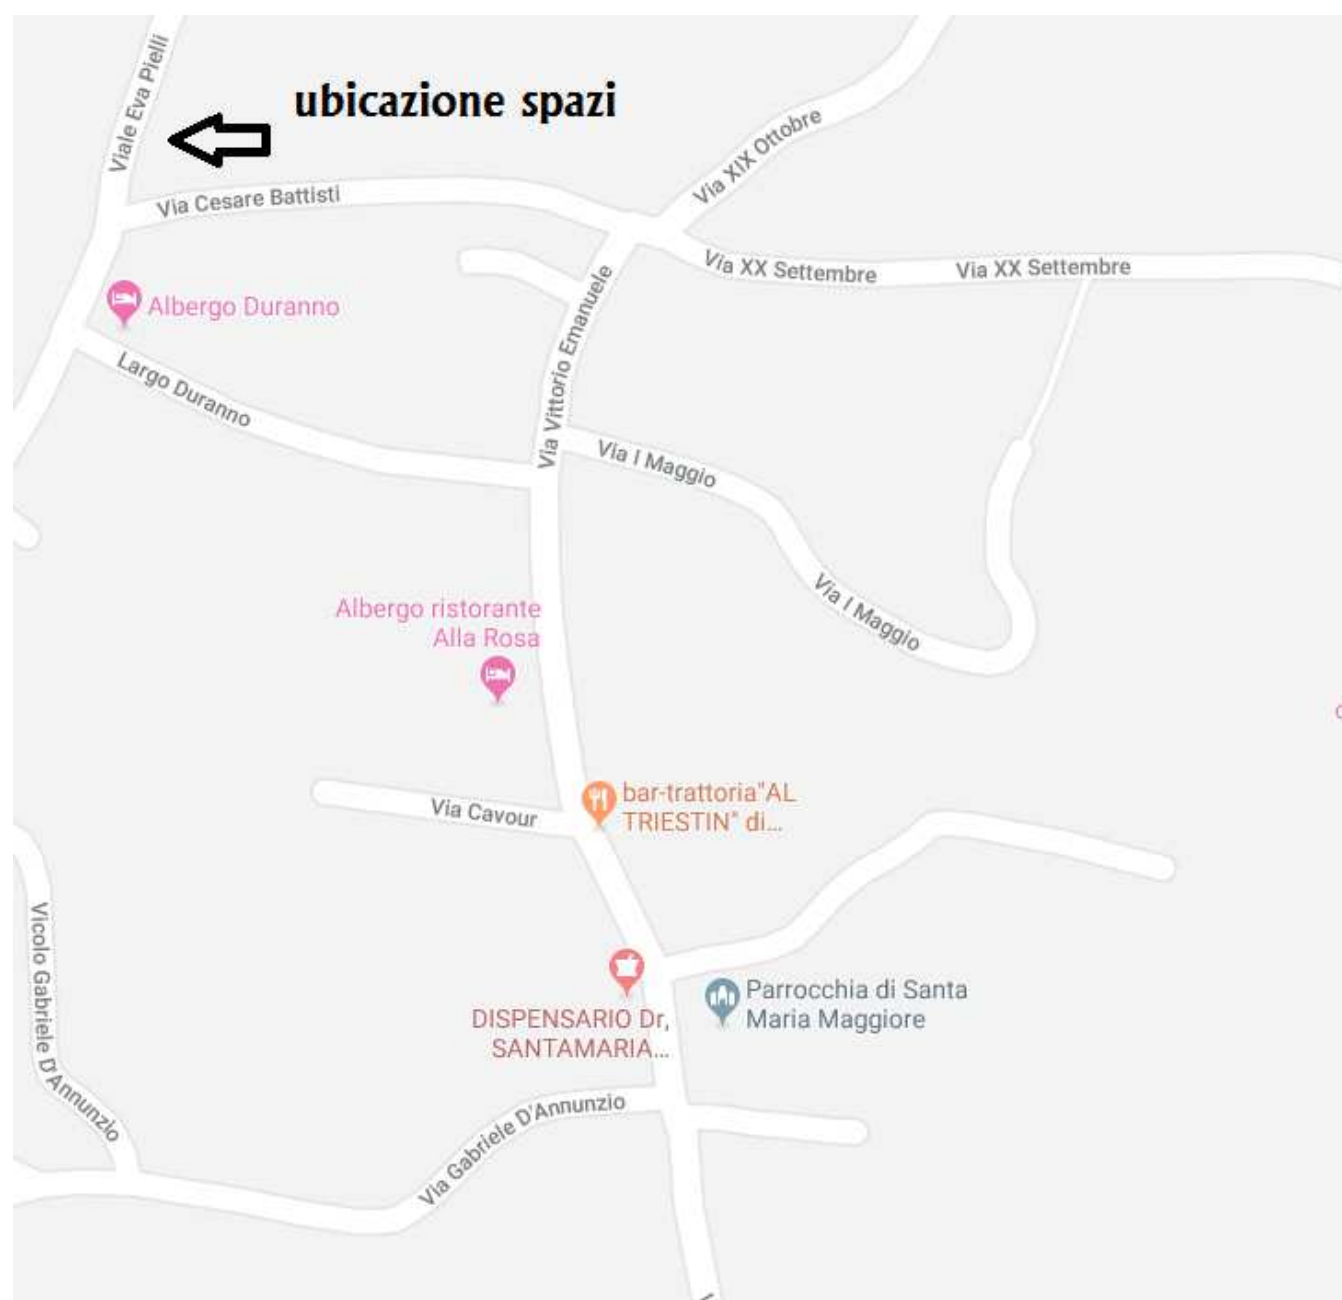 Viale Eva Pielli
ubicazione spazi
Via XIX Ottobre
Via Cesare Battisti
Via XX Settembre
Via XX Settembre
Albergo Duranno
Via Vittorio Emanuele
Largo Duranno
Via I Maggio
Via I Maggio
Albergo ristorante
Alla Rosa
bar-trattoria"AL
TRIESTIN" di...
Via Cavour
Vicolo Gabriele D'Annunzio
Parrocchia di Santa
Maria Maggiore
DISPENSARIO Dr,
SANTAMARIA...
Via Gabriele D'Annunzio